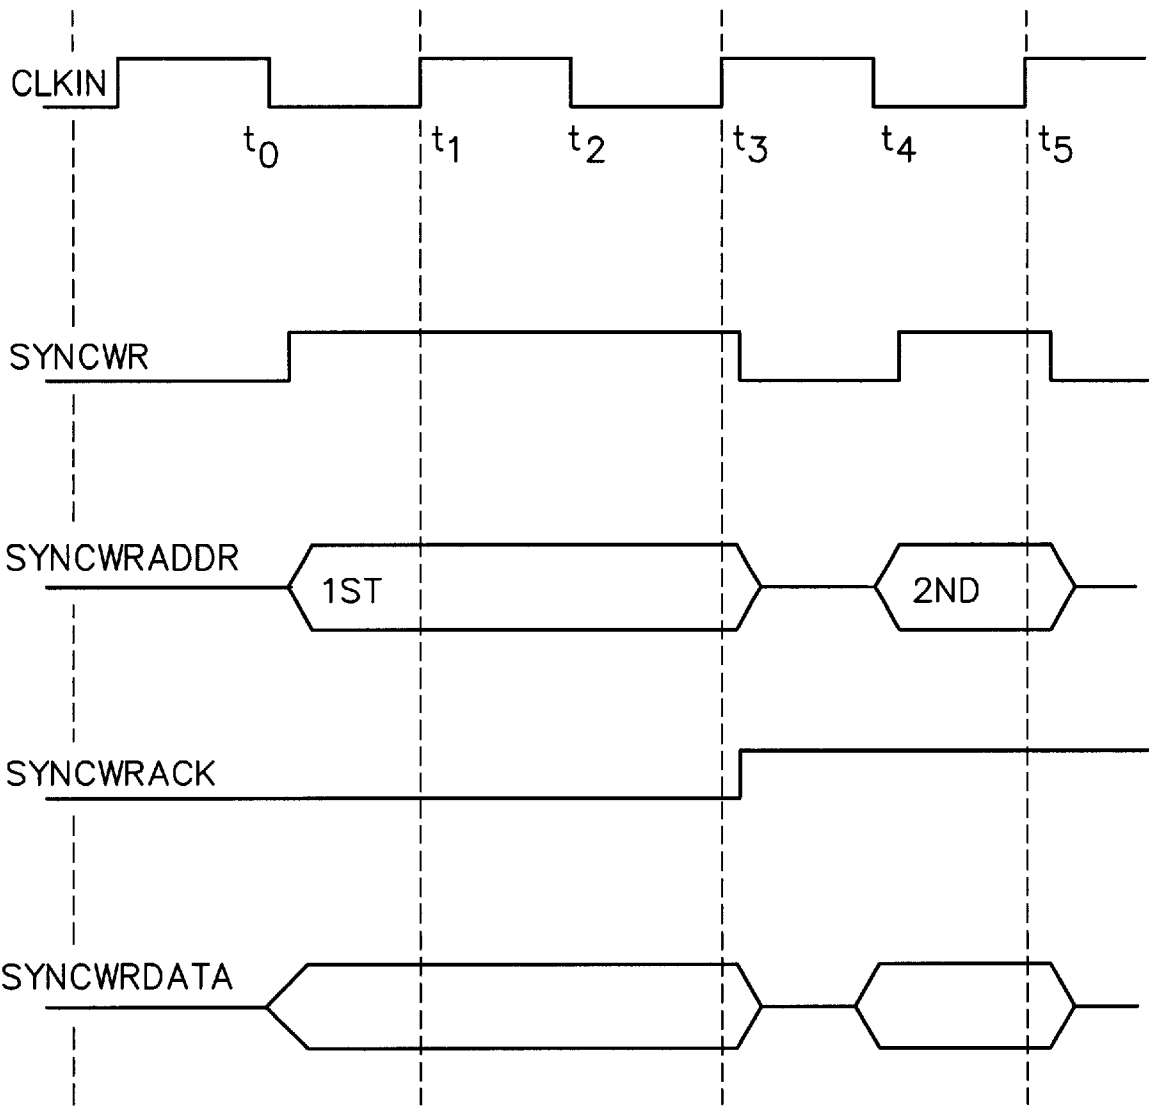 CLKIN
t0 t1 t2 t3 t4 t5
SYNCWR
SYNCWRADDR
1ST 2ND
SYNCWRACK
SYNCWRDATA